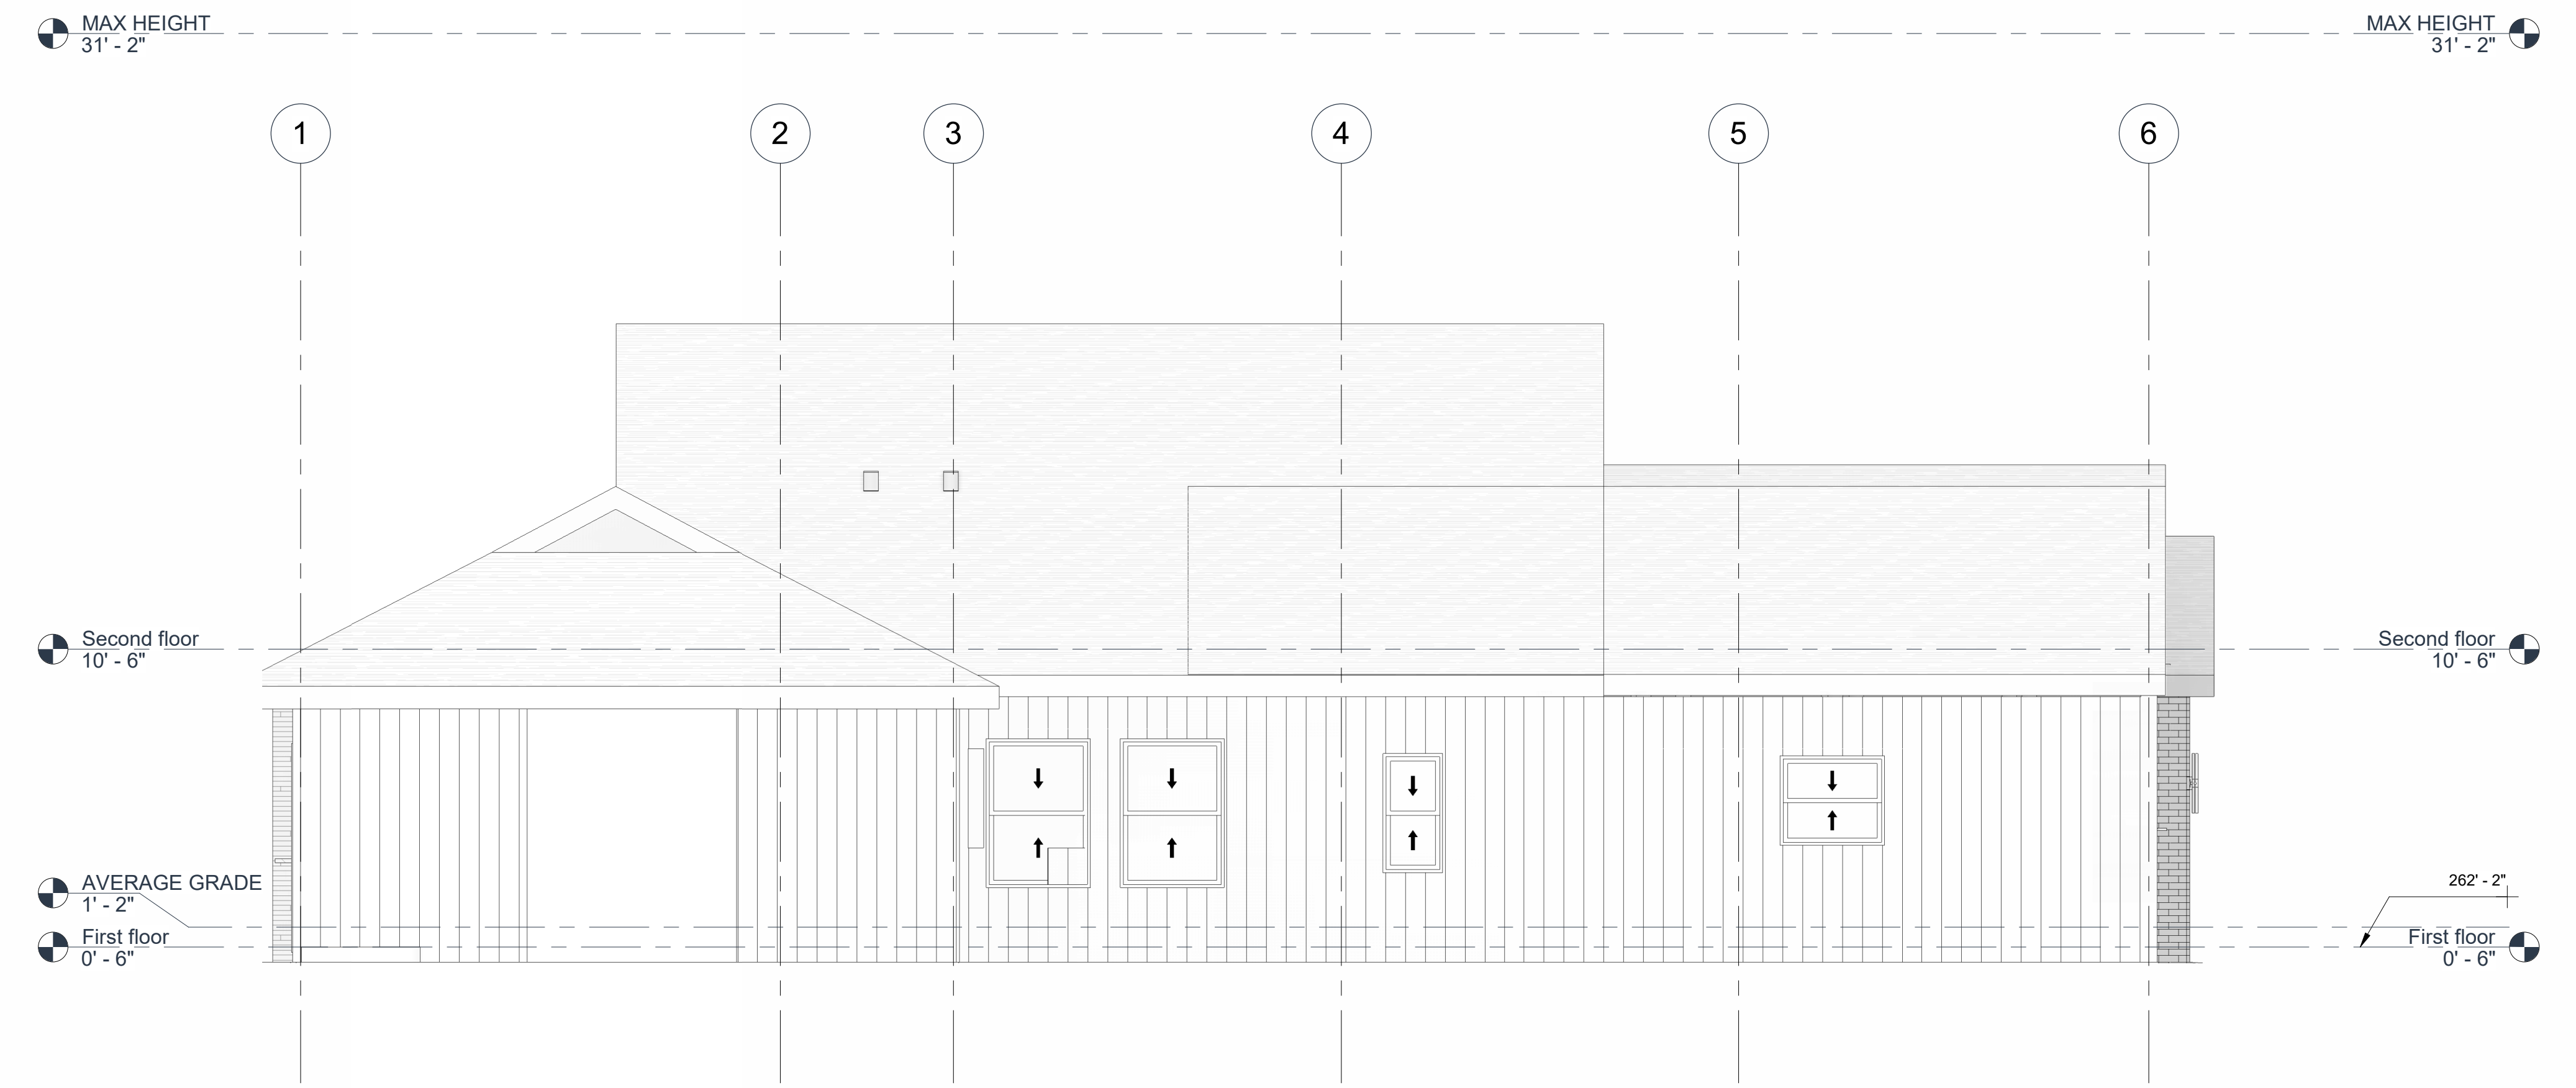 MAX HEIGHT
31' - 2"
MAX HEIGHT
31' - 2"
1
2
3
4
5
6
Second floor
10' - 6"
Second floor
10' - 6"
AVERAGE GRADE
1' - 2"
262' - 2"
First floor
0' - 6"
First floor
0' - 6"